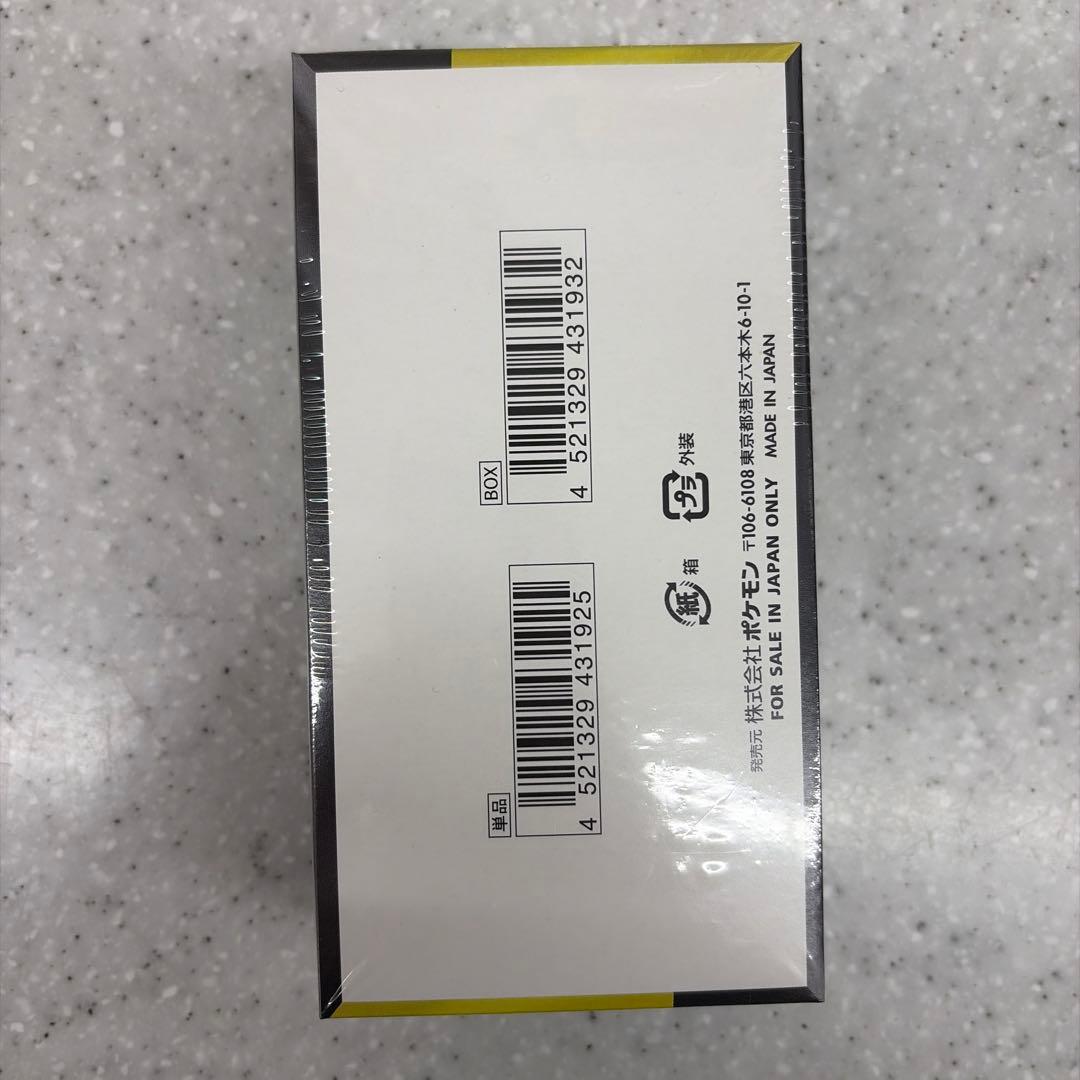 単品
4 521329 431925
BOX
4 521329 431932
紙 箱
プラ 外装
発売元 株式会社ポケモン 〒106-6108 東京都港区六本木6-10-1
FOR SALE IN JAPAN ONLY MADE IN JAPAN